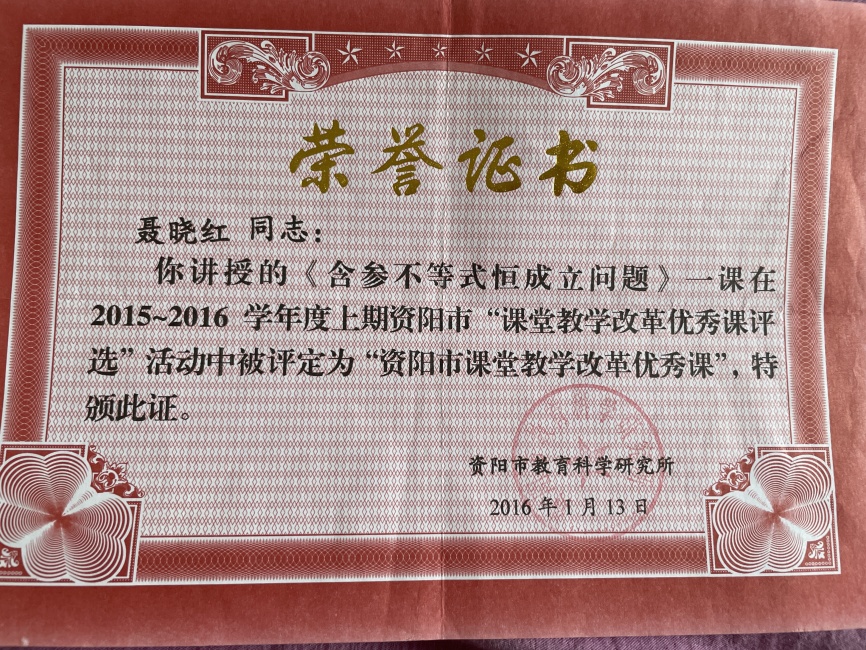 荣誉证书
聂晓红 同志：
你讲授的《含参不等式恒成立问题》一课在
2015~2016 学年度上期资阳市“课堂教学改革优秀课评
选”活动中被评定为“资阳市课堂教学改革优秀课”，特
颁此证。
资阳市教育科学研究所
2016 年 1 月 13 日